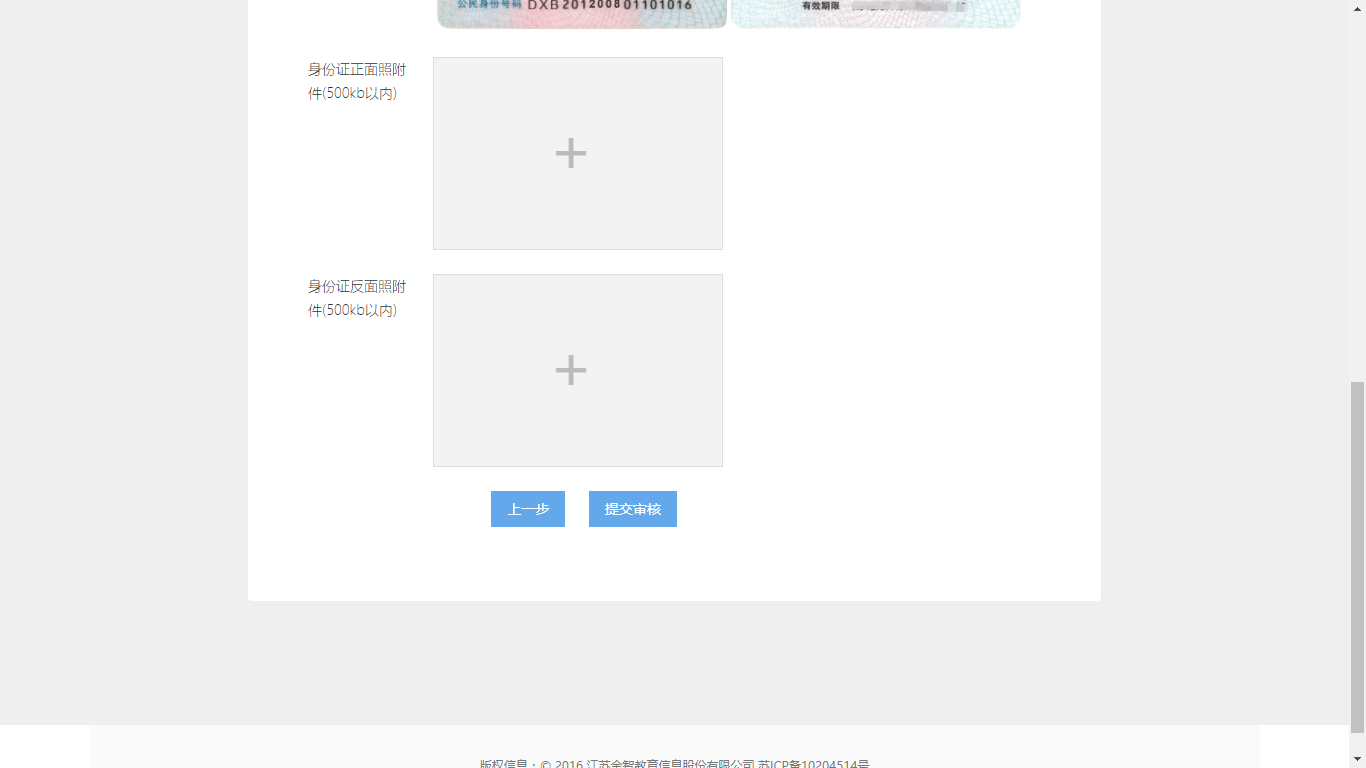 公民身份号码 DXB201200801101016
有效期限
身份证正面照附
件(500kb以内)
身份证反面照附
件(500kb以内)
上一步 提交审核
版权信息：© 2016 江苏金智教育信息股份有限公司 苏ICP备10204514号